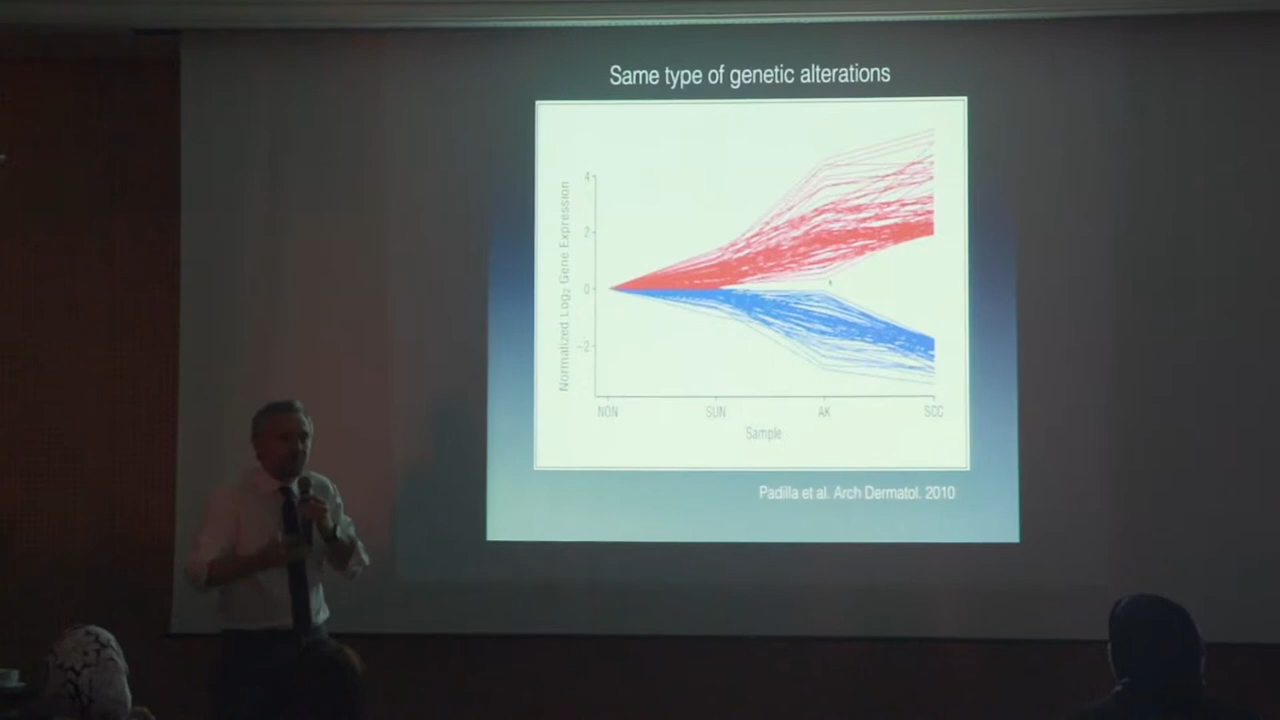 Same type of genetic alterations
Normalized Log₂ Gene Expression
4
2
0
−2
NON
SUN
AK
SCC
Sample
Padilla et al. Arch Dermatol. 2010